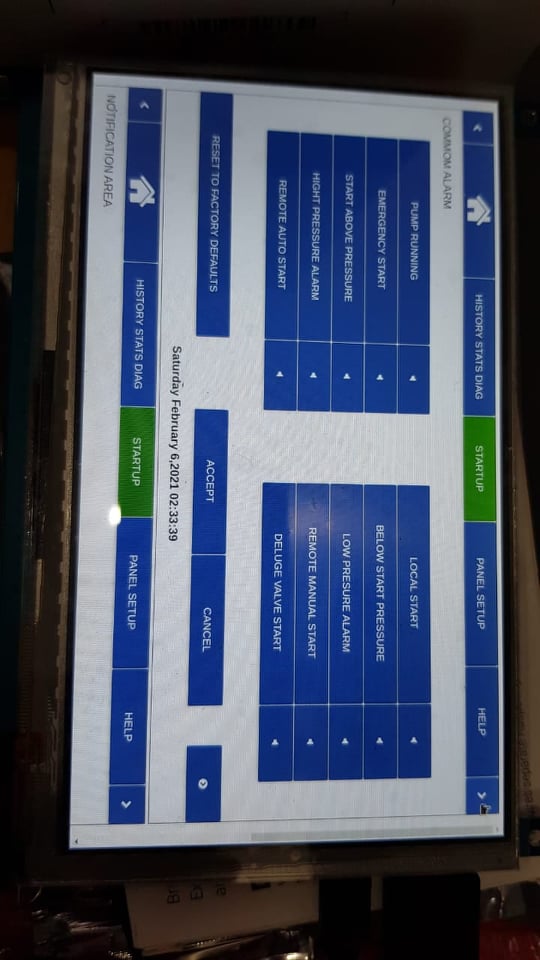 HISTORY STATS DIAG STARTUP PANEL SETUP HELP
COMMOM ALARM
PUMP RUNNING LOCAL START
EMERGENCY START BELOW START PRESSURE
START ABOVE PRESSURE LOW PRESURE ALARM
HIGHT PRESSURE ALARM REMOTE MANUAL START
REMOTE AUTO START DELUGE VALVE START
RESET TO FACTORY DEFAULTS ACCEPT CANCEL
Saturday February 6,2021 02:33:39
HISTORY STATS DIAG STARTUP PANEL SETUP HELP
NOTIFICATION AREA